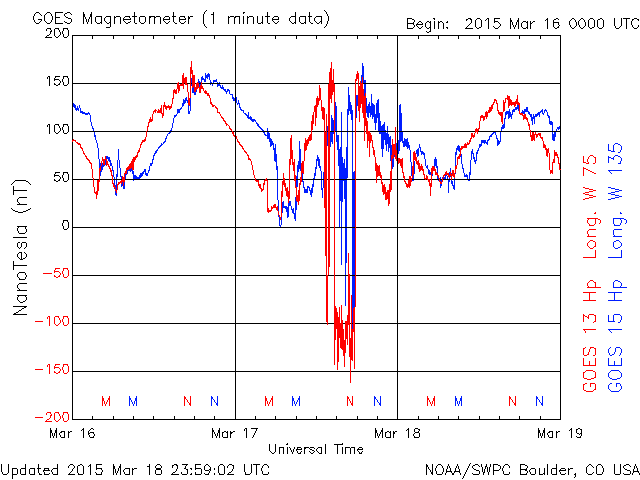 GOES Magnetometer (1 minute data)
Begin: 2015 Mar 16 0000 UTC
200
150
100
50
0
−50
−100
−150
−200
NanoTesla (nT)
M M N N M M N N M M N N
Mar 16 Mar 17 Mar 18 Mar 19
Universal Time
GOES 13 Hp Long. W 75
GOES 15 Hp Long. W 135
Updated 2015 Mar 18 23:59:02 UTC
NOAA/SWPC Boulder, CO USA